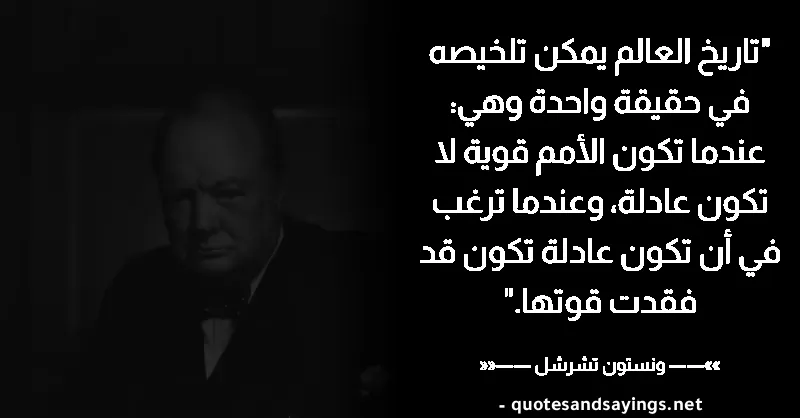 "تاريخ العالم يمكن تلخيصه
في حقيقة واحدة وهي:
عندما تكون الأمم قوية لا
تكون عادلة، وعندما ترغب
في أن تكون عادلة تكون قد
فقدت قوتها."
»»—— ونستون تشرشل ——««
- quotesandsayings.net